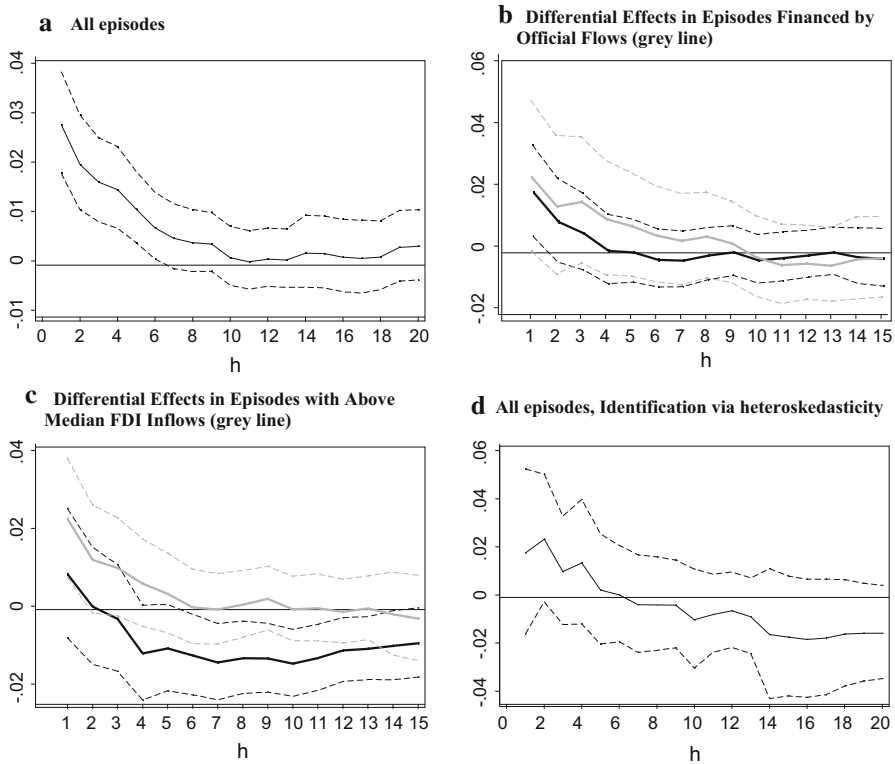 a All episodes
.04
.03
.02
.01
0
-.01
0 2 4 6 8 10 12 14 16 18 20
h
b Differential Effects in Episodes Financed by
Official Flows (grey line)
.06
.04
.02
0
-.02
1 2 3 4 5 6 7 8 9 10 11 12 13 14 15
h
c Differential Effects in Episodes with Above
Median FDI Inflows (grey line)
.04
.02
0
-.02
1 2 3 4 5 6 7 8 9 10 11 12 13 14 15
h
d All episodes, Identification via heteroskedasticity
.06
.04
.02
0
-.02
-.04
0 2 4 6 8 10 12 14 16 18 20
h